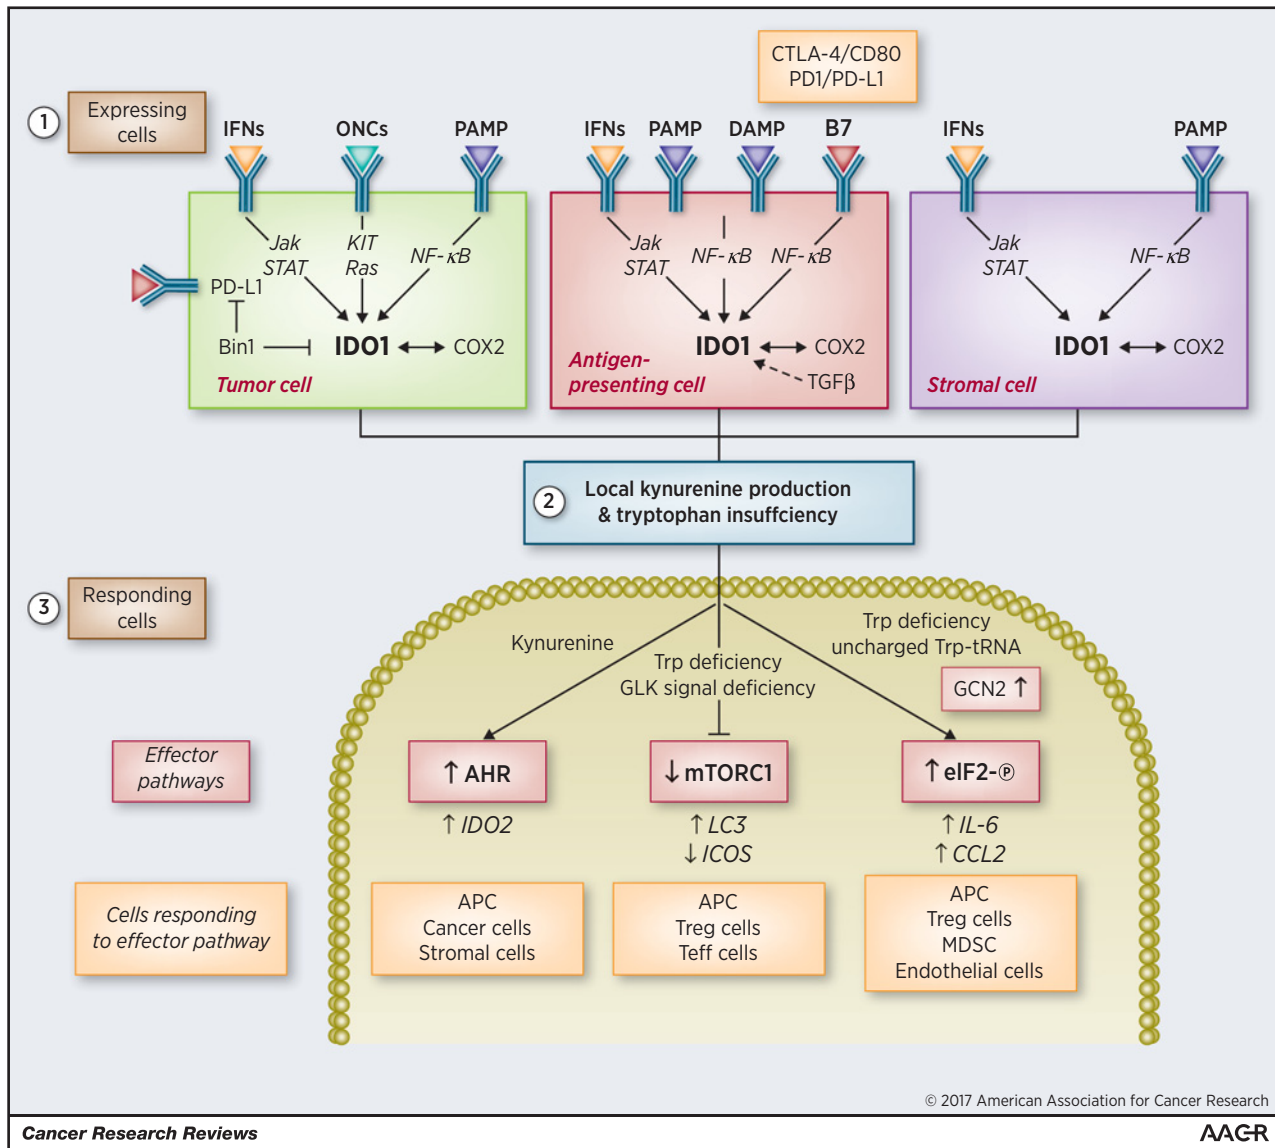 CTLA-4/CD80
PD1/PD-L1
1
Expressing
cells
IFNs
ONCs
PAMP
IFNs
PAMP
DAMP
B7
IFNs
PAMP
Jak
STAT
KIT
Ras
NF-κB
PD-L1
Bin1
IDO1
COX2
Tumor cell
Jak
STAT
NF-κB
NF-κB
IDO1
COX2
TGFβ
Antigen-
presenting cell
Jak
STAT
NF-κB
IDO1
COX2
Stromal cell
2
Local kynurenine production
& tryptophan insuffciency
3
Responding
cells
Kynurenine
Trp deficiency
GLK signal deficiency
Trp deficiency
uncharged Trp-tRNA
GCN2 ↑
Effector
pathways
↑ AHR
↓ mTORC1
↑ eIF2-Ⓟ
↑ IDO2
↑ LC3
↓ ICOS
↑ IL-6
↑ CCL2
Cells responding
to effector pathway
APC
Cancer cells
Stromal cells
APC
Treg cells
Teff cells
APC
Treg cells
MDSC
Endothelial cells
© 2017 American Association for Cancer Research
Cancer Research Reviews
AACR